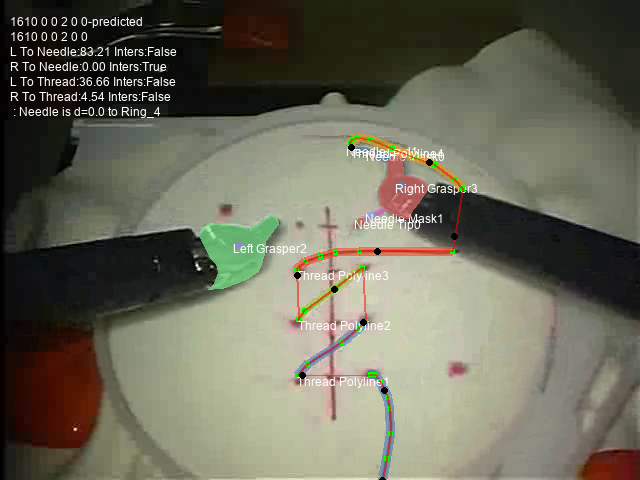 1610 0 0 2 0 0-predicted
1610 0 0 2 0 0
L To Needle:83.21 Inters:False
R To Needle:0.00 Inters:True
L To Thread:36.66 Inters:False
R To Thread:4.54 Inters:False
: Needle is d=0.0 to Ring_4
Right Grasper3
Needle Mask1
Needle Tip0
Left Grasper2
Thread Polyline3
Thread Polyline2
Thread Polyline1